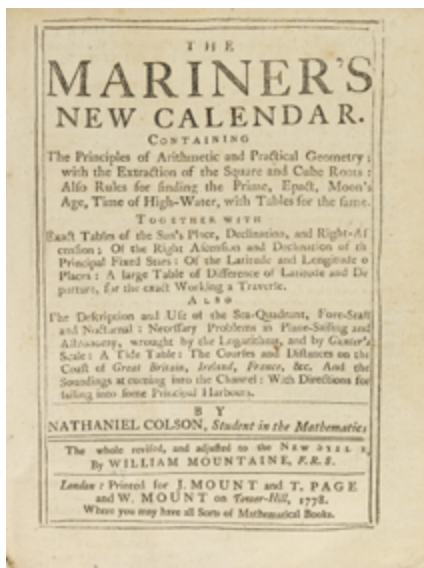 THE
MARINER'S
NEW CALENDAR.
CONTAINING
The Principles of Arithmetic and Practical Geometry;
with the Extraction of the Square and Cube Roots:
Also Rules for finding the Prime, Epact, Moon's
Age, Time of High-Water, with Tables for the same.
TOGETHER WITH
Exact Tables of the Sun's Place, Declination, and Right-Aſ
cenſion; Of the Right Aſcenſion and Declination of th
Principal Fixed Stars: Of the Latitude and Longitude o
Places: A large Table of Difference of Latitude and De
parture, for the exact Working a Traverſe.
ALSO
The Deſcription and Uſe of the Sea-Quadrant, Fore-Staff
and Nocturnal: Neceſſary Problems in Plane-Sailing and
Aſtronomy, wrought by the Logarithms, and by Gunter's
Scale: A Tide Table: The Courſes and Diſtances on the
Coaſt of Great Britain, Ireland, France, &c. And the
Soundings at coming into the Channel: With Directions for
ſailing into ſome Principal Harbours.
BY
NATHANIEL COLSON, Student in the Mathematics
The whole reviſed, and adjuſted to the NEW STYLE,
By WILLIAM MOUNTAINE, F.R.S.
London: Printed for J. MOUNT and T. PAGE
and W. MOUNT on Tower-Hill, 1778.
Where you may have all Sorts of Mathematical Books.